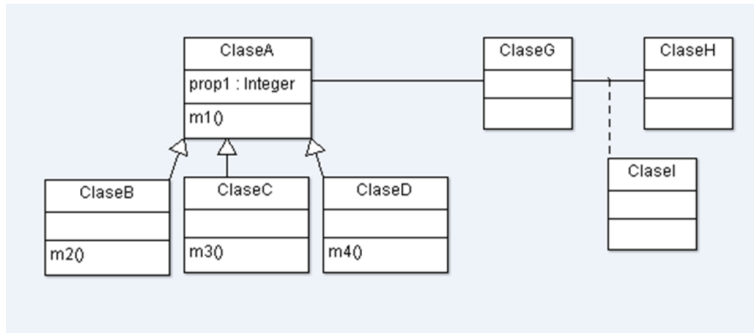 ClaseA
prop1 : Integer
m1()
ClaseG
ClaseH
ClaseI
ClaseB
m2()
ClaseC
m3()
ClaseD
m4()